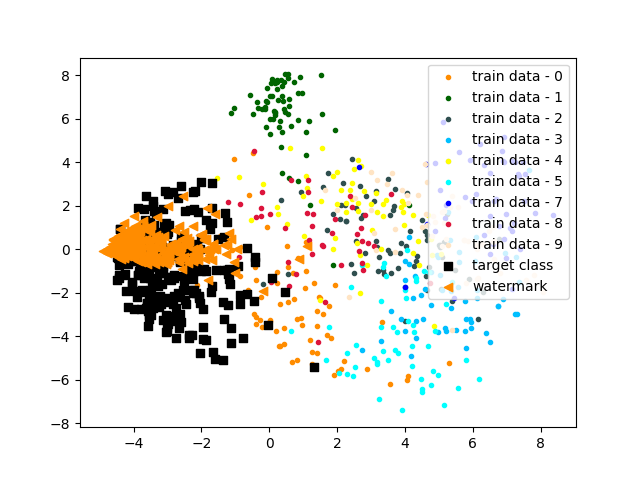 8
6
4
2
0
−2
−4
−6
−8
−4
−2
0
2
4
6
8
train data - 0
train data - 1
train data - 2
train data - 3
train data - 4
train data - 5
train data - 7
train data - 8
train data - 9
target class
watermark